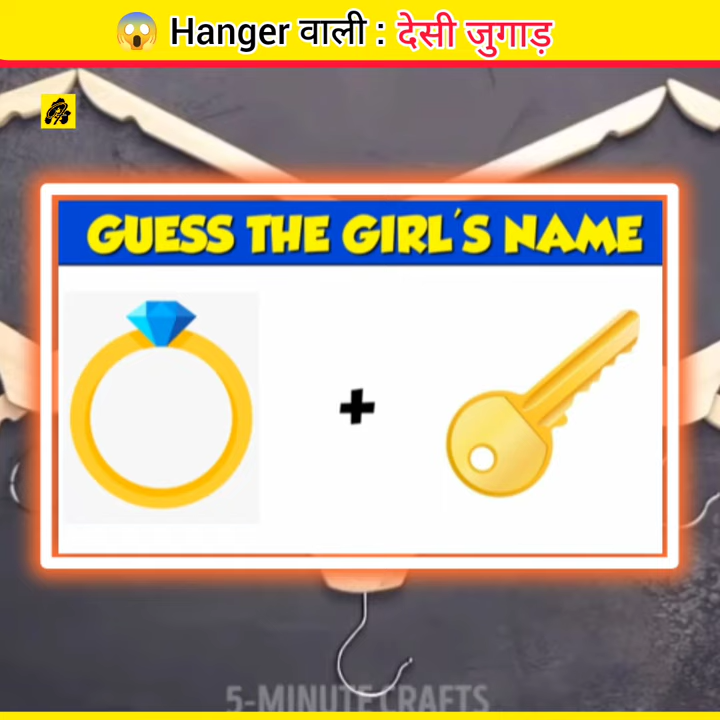 😱 Hanger वाली : देसी जुगाड़
GUESS THE GIRL'S NAME
+
5-MINUTE CRAFTS